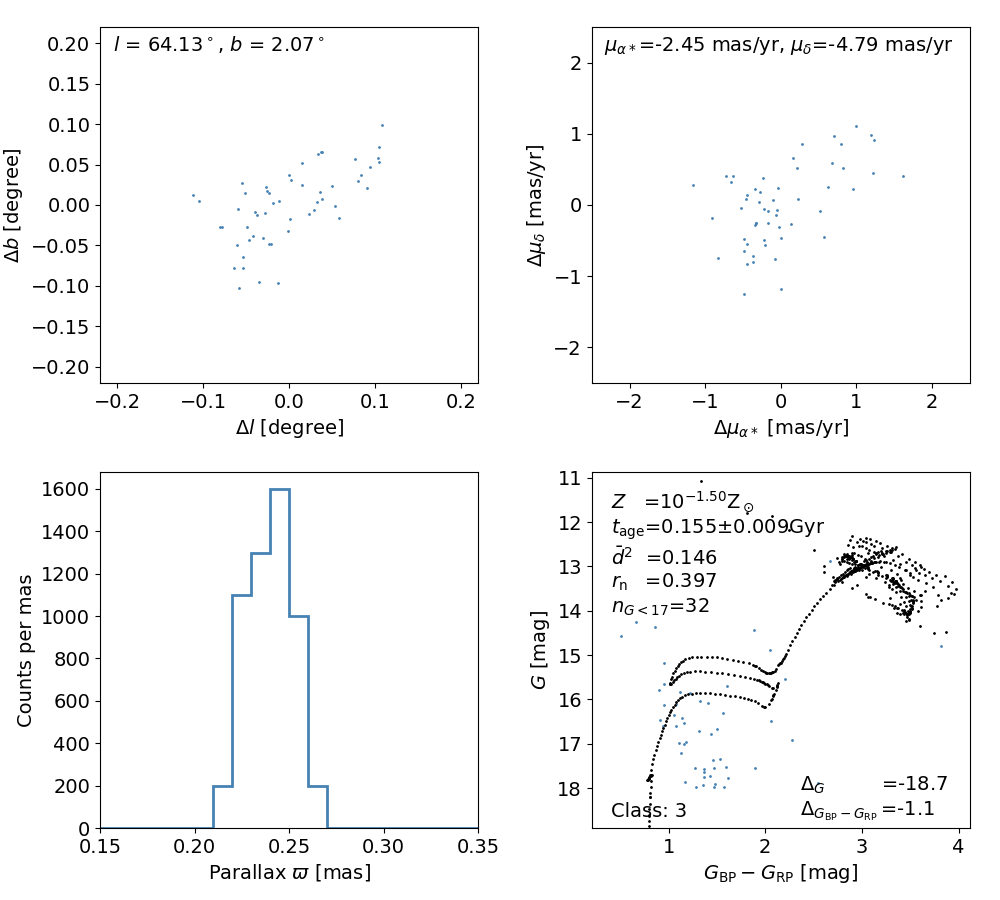 l = 64.13°, b = 2.07°
0.20
0.15
0.10
0.05
0.00
−0.05
−0.10
−0.15
−0.20
Δb [degree]
−0.2 −0.1 0.0 0.1 0.2
Δl [degree]
μα*=-2.45 mas/yr, μδ=-4.79 mas/yr
2
1
0
−1
−2
Δμδ [mas/yr]
−2 −1 0 1 2
Δμα* [mas/yr]
1600
1400
1200
1000
800
600
400
200
0
Counts per mas
0.15 0.20 0.25 0.30 0.35
Parallax ϖ [mas]
11
12
13
14
15
16
17
18
G [mag]
Z =10^−1.50 Z⊙
tage=0.155±0.009Gyr
d̄² =0.146
rn =0.397
nG<17=32
ΔG =-18.7
ΔGBP−GRP =-1.1
Class: 3
1 2 3 4
GBP − GRP [mag]